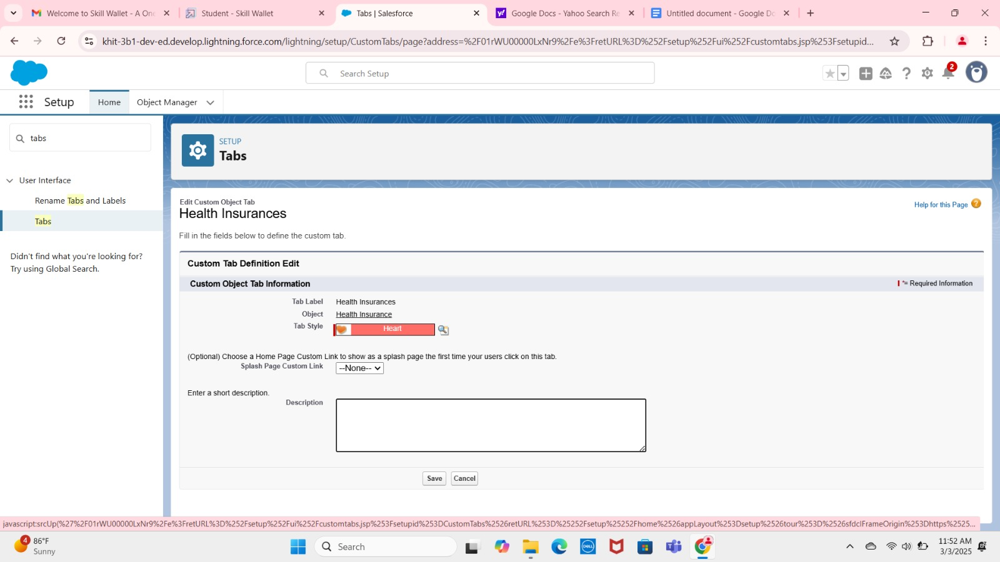 Welcome to Skill Wallet - A One
Student - Skill Wallet
Tabs | Salesforce
Google Docs - Yahoo Search Re
Untitled document - Google Do
khit-3b1-dev-ed.develop.lightning.force.com/lightning/setup/CustomTabs/page?address=%2F01rWU00000LxNr9%2Fe%3FretURL%3D%252Fsetup%252Fui%252Fcustomtabs.jsp%253Fsetupid...
Search Setup
2
Setup
Home
Object Manager
tabs
SETUP
Tabs
User Interface
Rename Tabs and Labels
Tabs
Didn't find what you're looking for?
Try using Global Search.
Edit Custom Object Tab
Health Insurances
Help for this Page
Fill in the fields below to define the custom tab.
Custom Tab Definition Edit
Custom Object Tab Information
*= Required Information
Tab Label Health Insurances
Object Health Insurance
Tab Style Heart
(Optional) Choose a Home Page Custom Link to show as a splash page the first time your users click on this tab.
Splash Page Custom Link --None--
Enter a short description.
Description
Save Cancel
javascript:srcUp(%27%2F01rWU00000LxNr9%2Fe%3FretURL%3D%252Fsetup%252Fui%252Fcustomtabs.jsp%253Fsetupid%253DCustomTabs%2526retURL%253D%25252Fsetup%25252Fhome%2526appLayout%253Dsetup%2526tour%253D%2526sfdcIFrameOrigin%253Dhttps%2525...
4
86°F
Sunny
Search
DELL
11:52 AM
3/3/2025